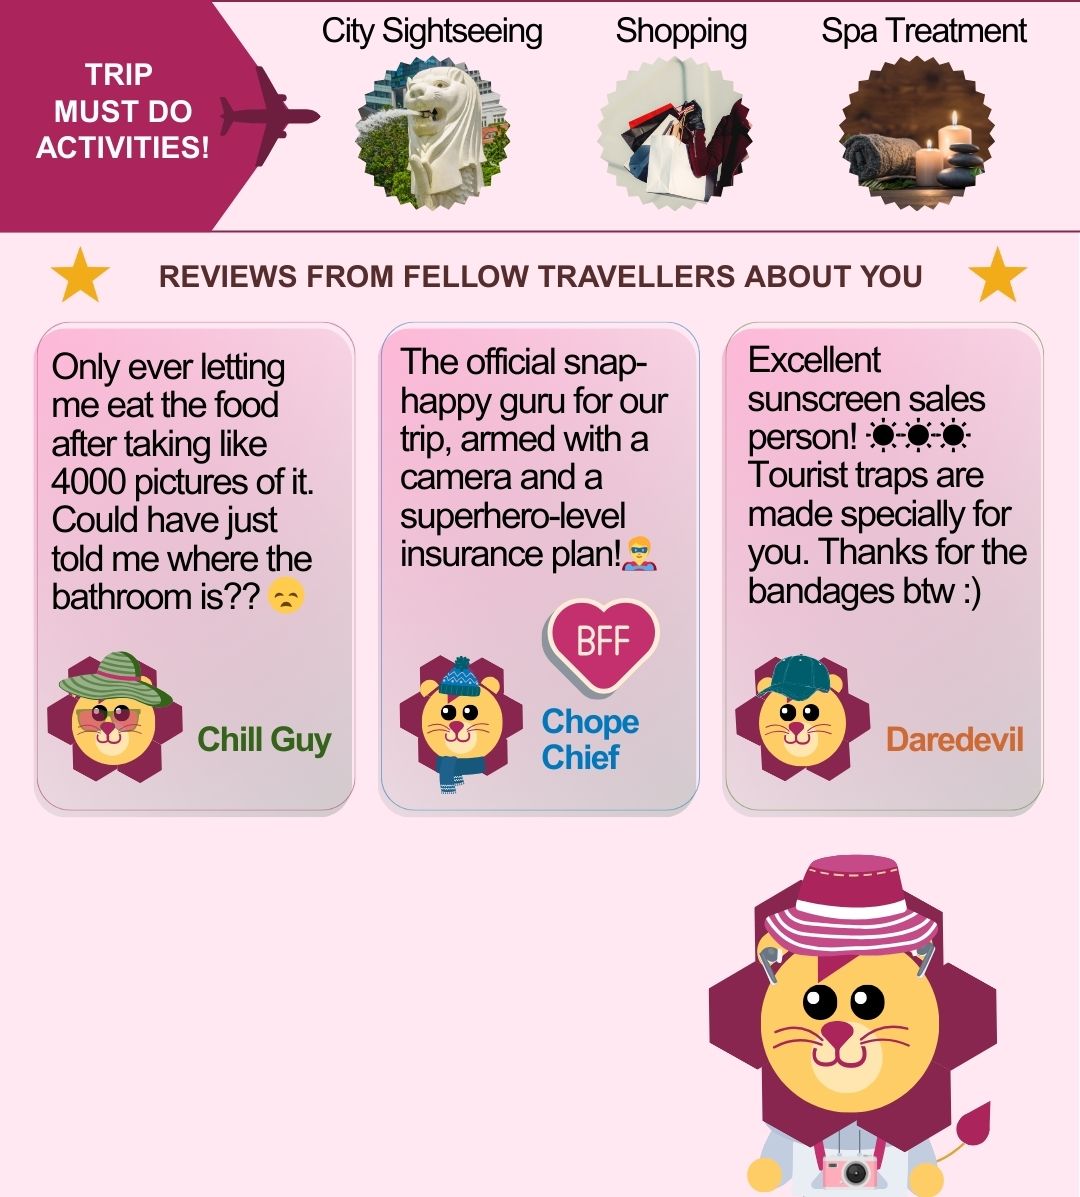 TRIP
MUST DO
ACTIVITIES!
City Sightseeing
Shopping
Spa Treatment
REVIEWS FROM FELLOW TRAVELLERS ABOUT YOU
Only ever letting
me eat the food
after taking like
4000 pictures of it.
Could have just
told me where the
bathroom is?? 😞
Chill Guy
The official snap-
happy guru for our
trip, armed with a
camera and a
superhero-level
insurance plan!🦸
BFF
Chope
Chief
Excellent
sunscreen sales
person! ☀☀☀
Tourist traps are
made specially for
you. Thanks for the
bandages btw :)
Daredevil